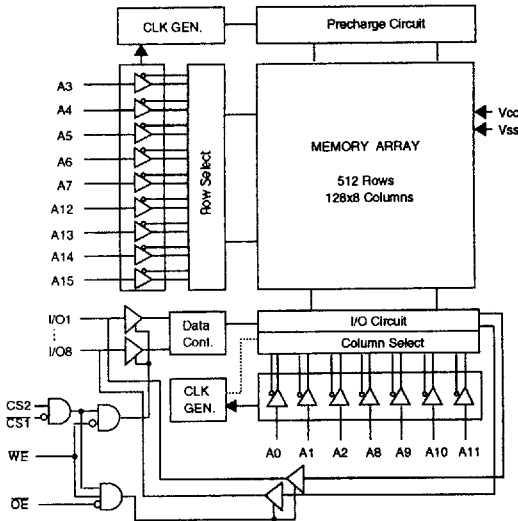 CLK GEN.
Precharge Circuit
A3
A4
A5
A6
A7
A12
A13
A14
A15
Row Select
MEMORY ARRAY
512 Rows
128x8 Columns
Vcc
Vss
I/O1
I/O8
Data
Cont.
I/O Circuit
Column Select
CLK
GEN.
A0 A1 A2 A8 A9 A10 A11
CS2
CS1
WE
OE